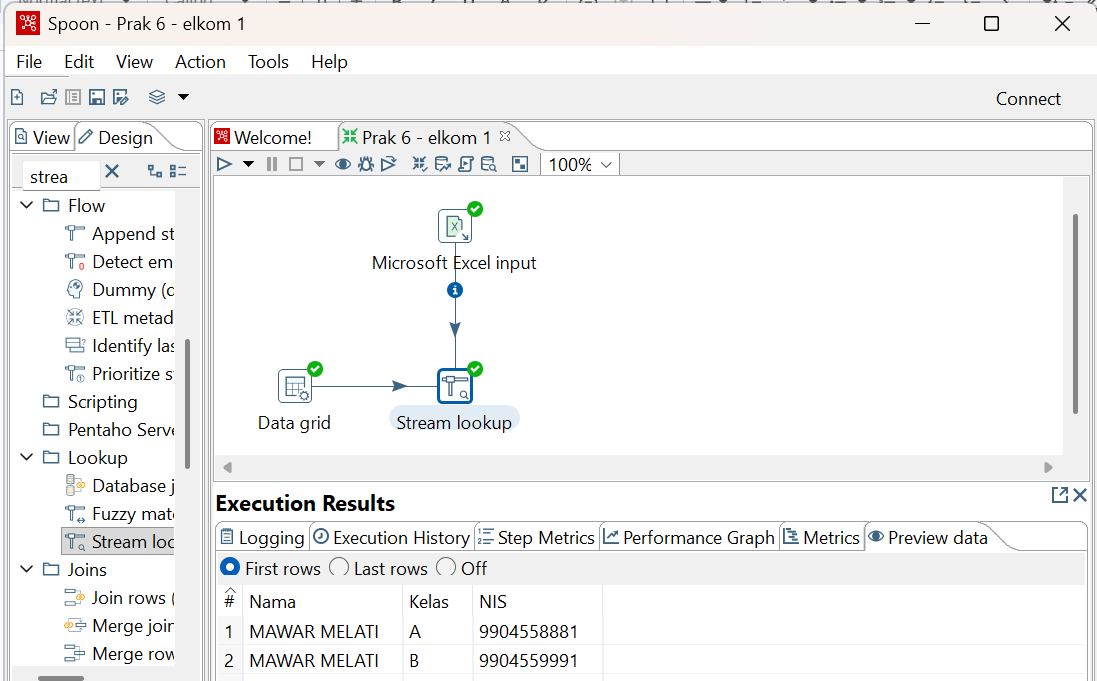 Spoon - Prak 6 - elkom 1
File Edit View Action Tools Help
Connect
View Design
Welcome! Prak 6 - elkom 1
strea
100%
Flow
Append st
Detect em
Dummy (d
ETL metad
Identify las
Prioritize s
Scripting
Pentaho Serve
Lookup
Database j
Fuzzy mat
Stream loo
Joins
Join rows (
Merge join
Merge row
Microsoft Excel input
Data grid
Stream lookup
Execution Results
Logging Execution History Step Metrics Performance Graph Metrics Preview data
First rows Last rows Off
# Nama Kelas NIS
1 MAWAR MELATI A 9904558881
2 MAWAR MELATI B 9904559991